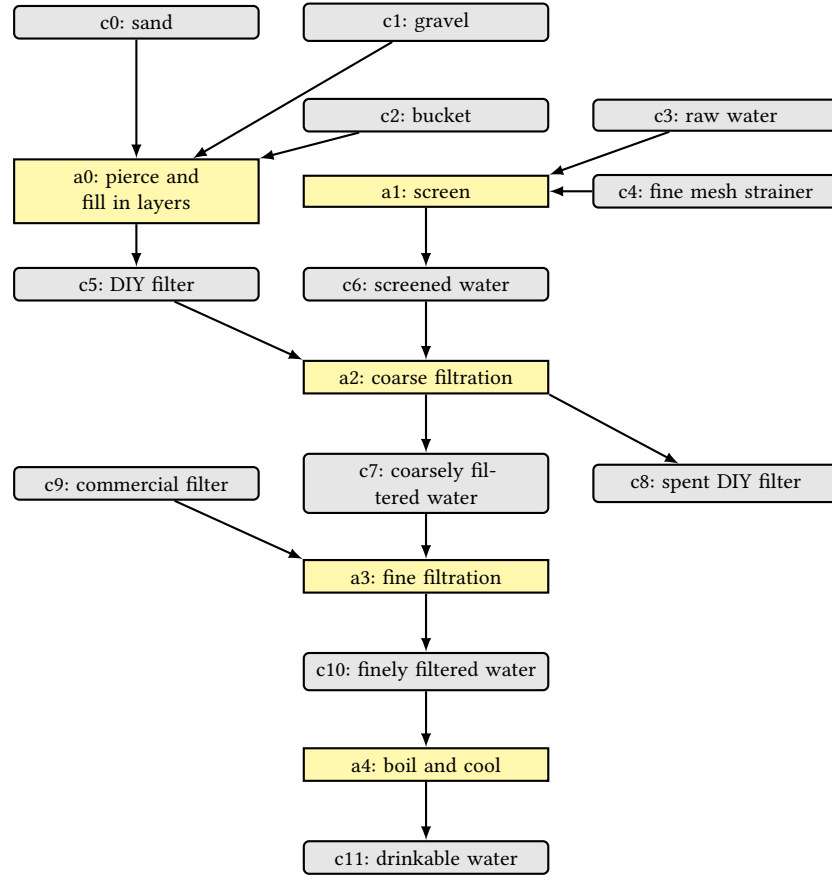 c0: sand
c1: gravel
c2: bucket
c3: raw water
a0: pierce and
fill in layers
a1: screen
c4: fine mesh strainer
c5: DIY filter
c6: screened water
a2: coarse filtration
c7: coarsely fil-
tered water
c8: spent DIY filter
c9: commercial filter
a3: fine filtration
c10: finely filtered water
a4: boil and cool
c11: drinkable water